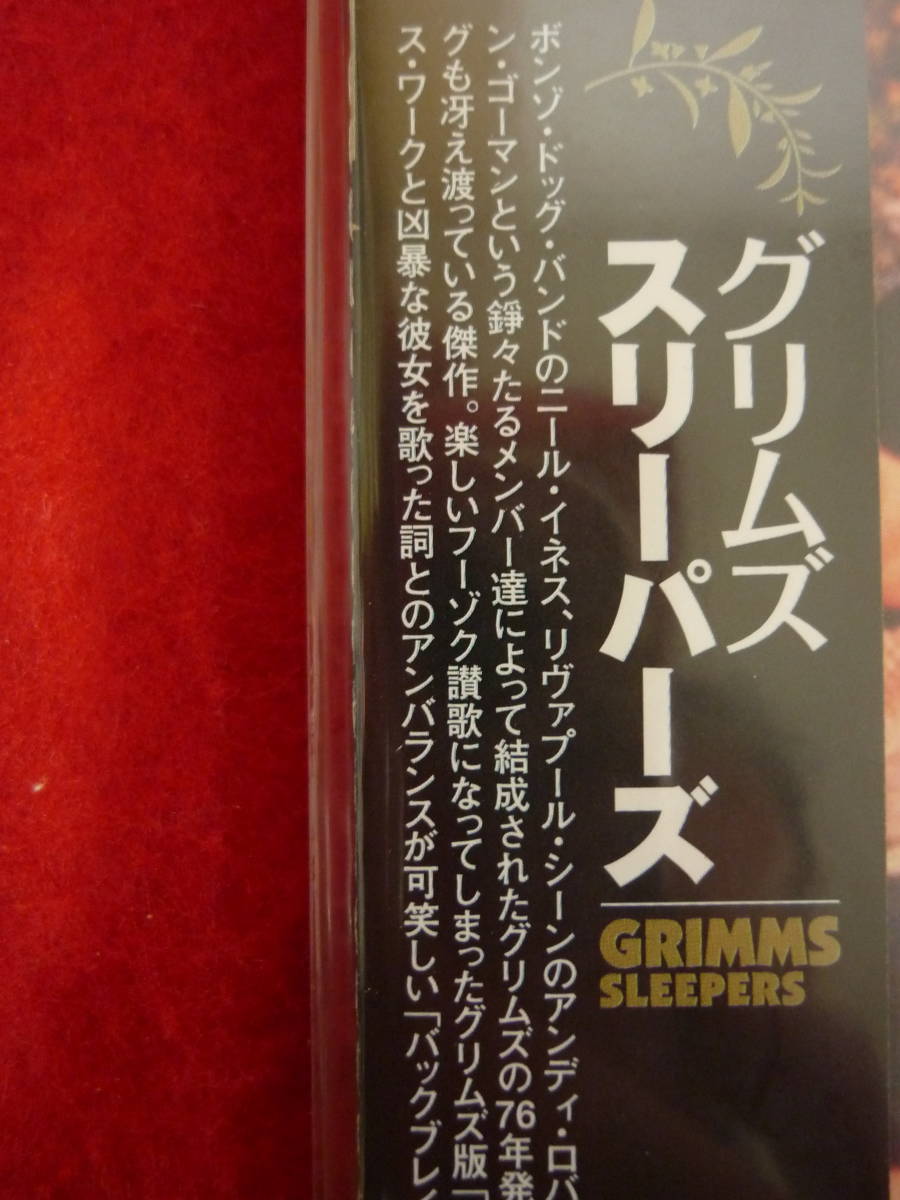 グリムズ
スリーパーズ
GRIMMS
SLEEPERS
ボンゾ・ドッグ・バンドのニール・イネス、リヴァプール・シーンのアンディ・ロバ
ン・ゴーマンという錚々たるメンバー達によって結成されたグリムズの76年発
グも冴え渡っている傑作。楽しいフーゾク讃歌になってしまったグリムズ版「
ス・ワークと凶暴な彼女を歌った詞とのアンバランスが可笑しい「バックブレイ